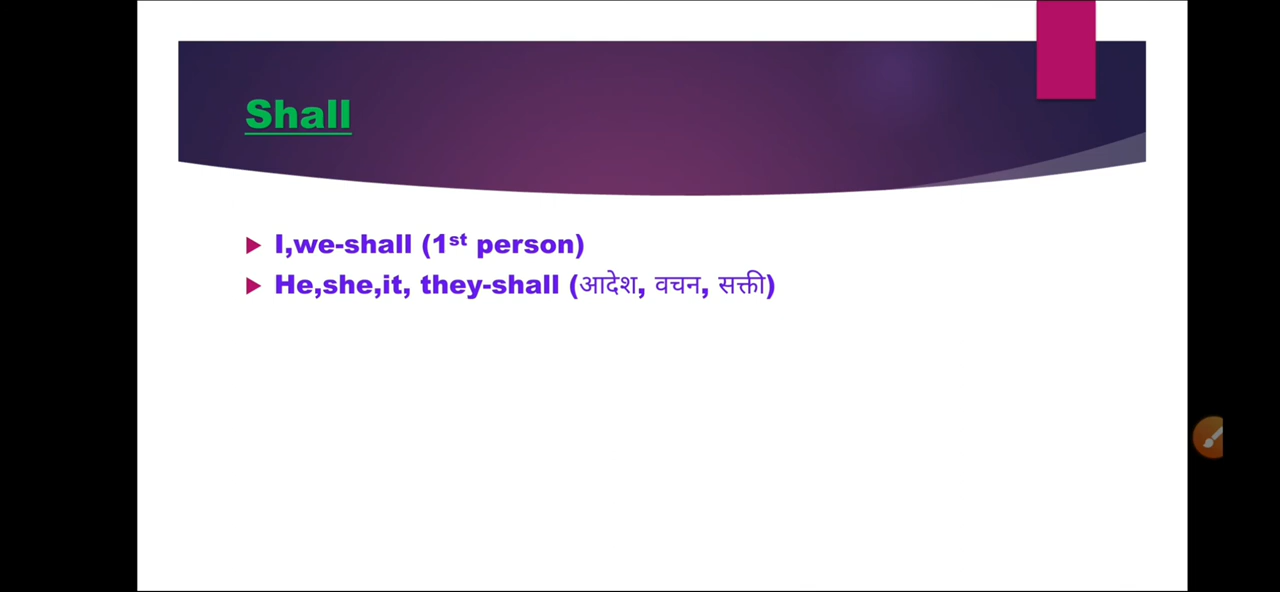 Shall
I,we-shall (1st person)
He,she,it, they-shall (आदेश, वचन, सक्ती)